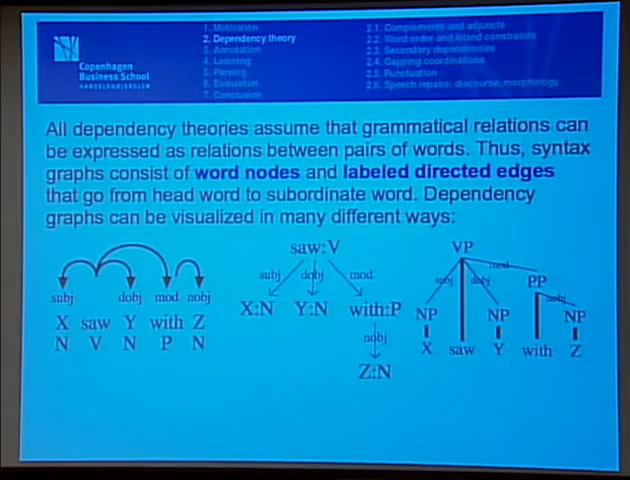 Copenhagen
Business School
HANDELSHØJSKOLEN
1. Motivation
2. Dependency theory
3. Annotation
4. Learning
5. Parsing
6. Evaluation
7. Conclusion
2.1. Complements and adjuncts
2.2. Word order and island constraints
2.3. Secondary dependencies
2.4. Gapping coordinations
2.5. Punctuation
2.6. Speech repairs, discourse, morphology
All dependency theories assume that grammatical relations can
be expressed as relations between pairs of words. Thus, syntax
graphs consist of word nodes and labeled directed edges
that go from head word to subordinate word. Dependency
graphs can be visualized in many different ways:
subj dobj mod nobj
X saw Y with Z
N V N P N
saw:V
subj dobj mod
X:N Y:N with:P
nobj
Z:N
VP
mod
subj dobj PP
nobj
NP NP NP
X saw Y with Z